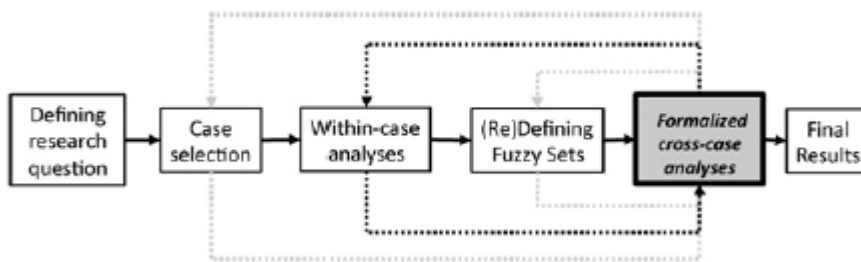 Defining
research
question
Case
selection
Within-case
analyses
(Re)Defining
Fuzzy Sets
Formalized
cross-case
analyses
Final
Results